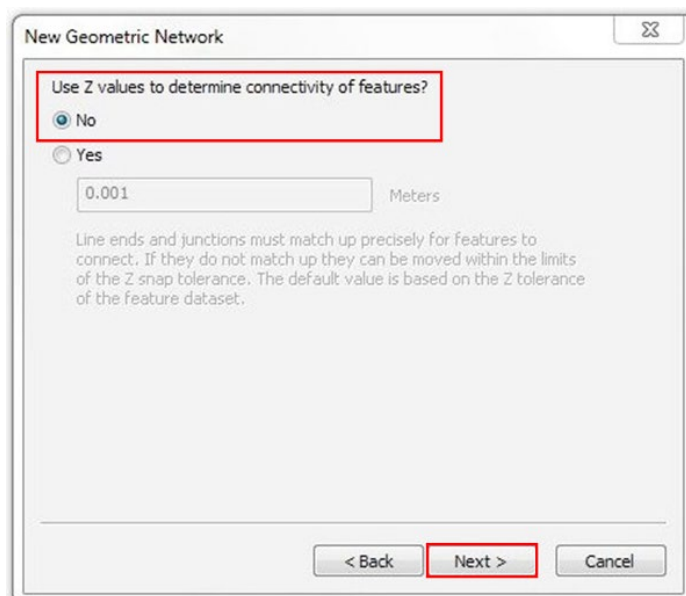 New Geometric Network
Use Z values to determine connectivity of features?
No
Yes
0.001 Meters
Line ends and junctions must match up precisely for features to
connect. If they do not match up they can be moved within the limits
of the Z snap tolerance. The default value is based on the Z tolerance
of the feature dataset.
< Back Next > Cancel